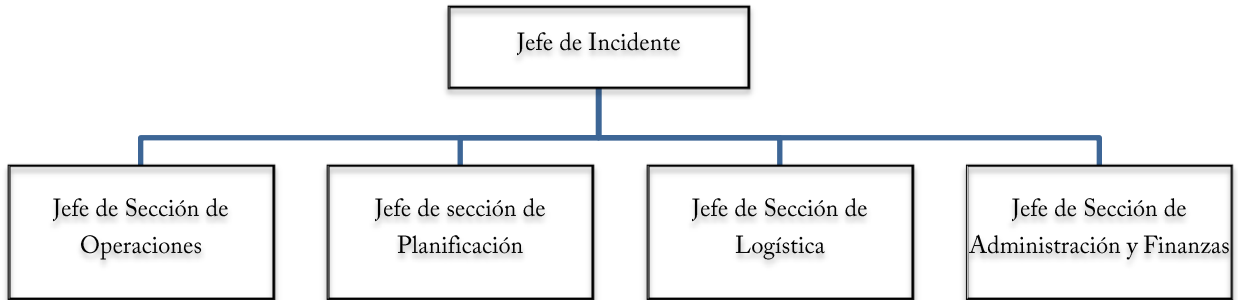 Jefe de Incidente
Jefe de Sección de
Operaciones
Jefe de sección de
Planificación
Jefe de Sección de
Logística
Jefe de Sección de
Administración y Finanzas